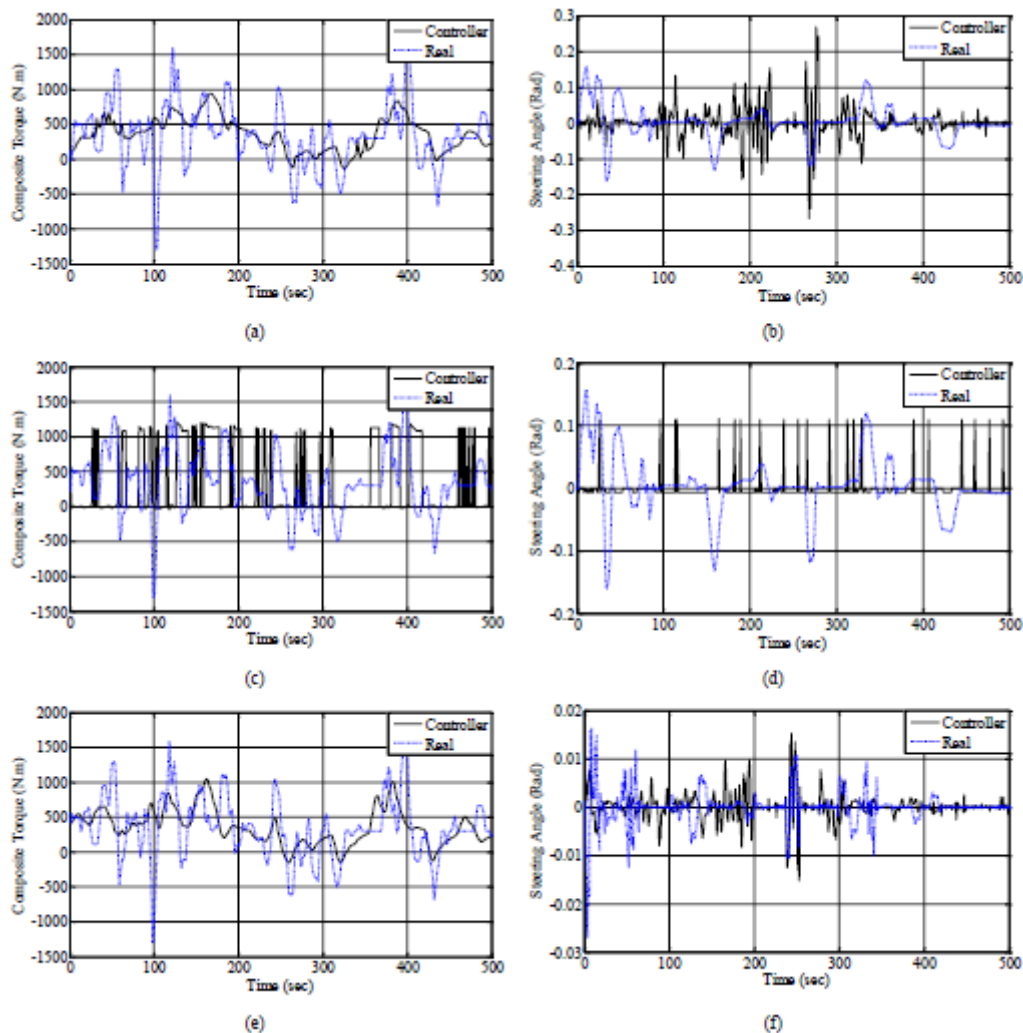 2000
1500
1000
500
0
-500
-1000
-1500
Composite Torque (N.m)
Controller
Real
0 100 200 300 400 500
Time (sec)
(a)
0.3
0.2
0.1
0
-0.1
-0.2
-0.3
-0.4
Steering Angle (Rad)
Controller
Real
0 100 200 300 400 500
Time (sec)
(b)
2000
1500
1000
500
0
-500
-1000
-1500
Composite Torque (N.m)
Controller
Real
0 100 200 300 400 500
Time (sec)
(c)
0.2
0.1
0
-0.1
-0.2
Steering Angle (Rad)
Controller
Real
0 100 200 300 400 500
Time (sec)
(d)
2000
1500
1000
500
0
-500
-1000
-1500
Composite Torque (N.m)
Controller
Real
0 100 200 300 400 500
Time (sec)
(e)
0.02
0.01
0
-0.01
-0.02
-0.03
Steering Angle (Rad)
Controller
Real
0 100 200 300 400 500
Time (sec)
(f)